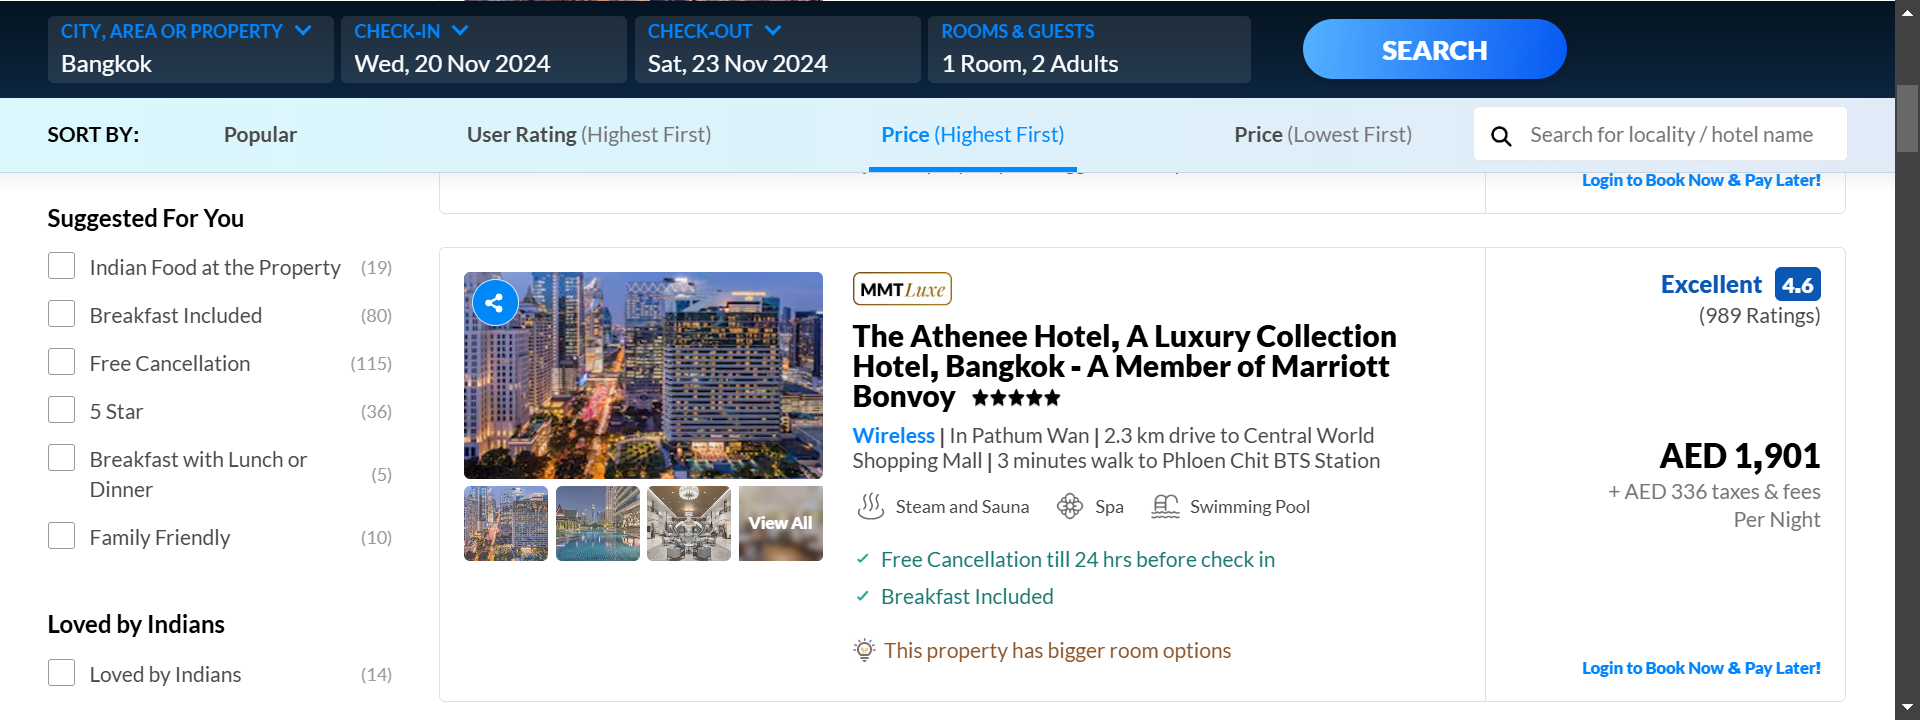 CITY, AREA OR PROPERTY
Bangkok
CHECK-IN
Wed, 20 Nov 2024
CHECK-OUT
Sat, 23 Nov 2024
ROOMS & GUESTS
1 Room, 2 Adults
SEARCH
SORT BY:
Popular
User Rating (Highest First)
Price (Highest First)
Price (Lowest First)
Search for locality / hotel name
Login to Book Now & Pay Later!
Suggested For You
Indian Food at the Property (19)
Breakfast Included (80)
Free Cancellation (115)
5 Star (36)
Breakfast with Lunch or
Dinner (5)
Family Friendly (10)
Loved by Indians
Loved by Indians (14)
View All
MMT Luxe
The Athenee Hotel, A Luxury Collection
Hotel, Bangkok - A Member of Marriott
Bonvoy ★★★★★
Wireless | In Pathum Wan | 2.3 km drive to Central World
Shopping Mall | 3 minutes walk to Phloen Chit BTS Station
Steam and Sauna
Spa
Swimming Pool
Free Cancellation till 24 hrs before check in
Breakfast Included
This property has bigger room options
Excellent 4.6
(989 Ratings)
AED 1,901
+ AED 336 taxes & fees
Per Night
Login to Book Now & Pay Later!